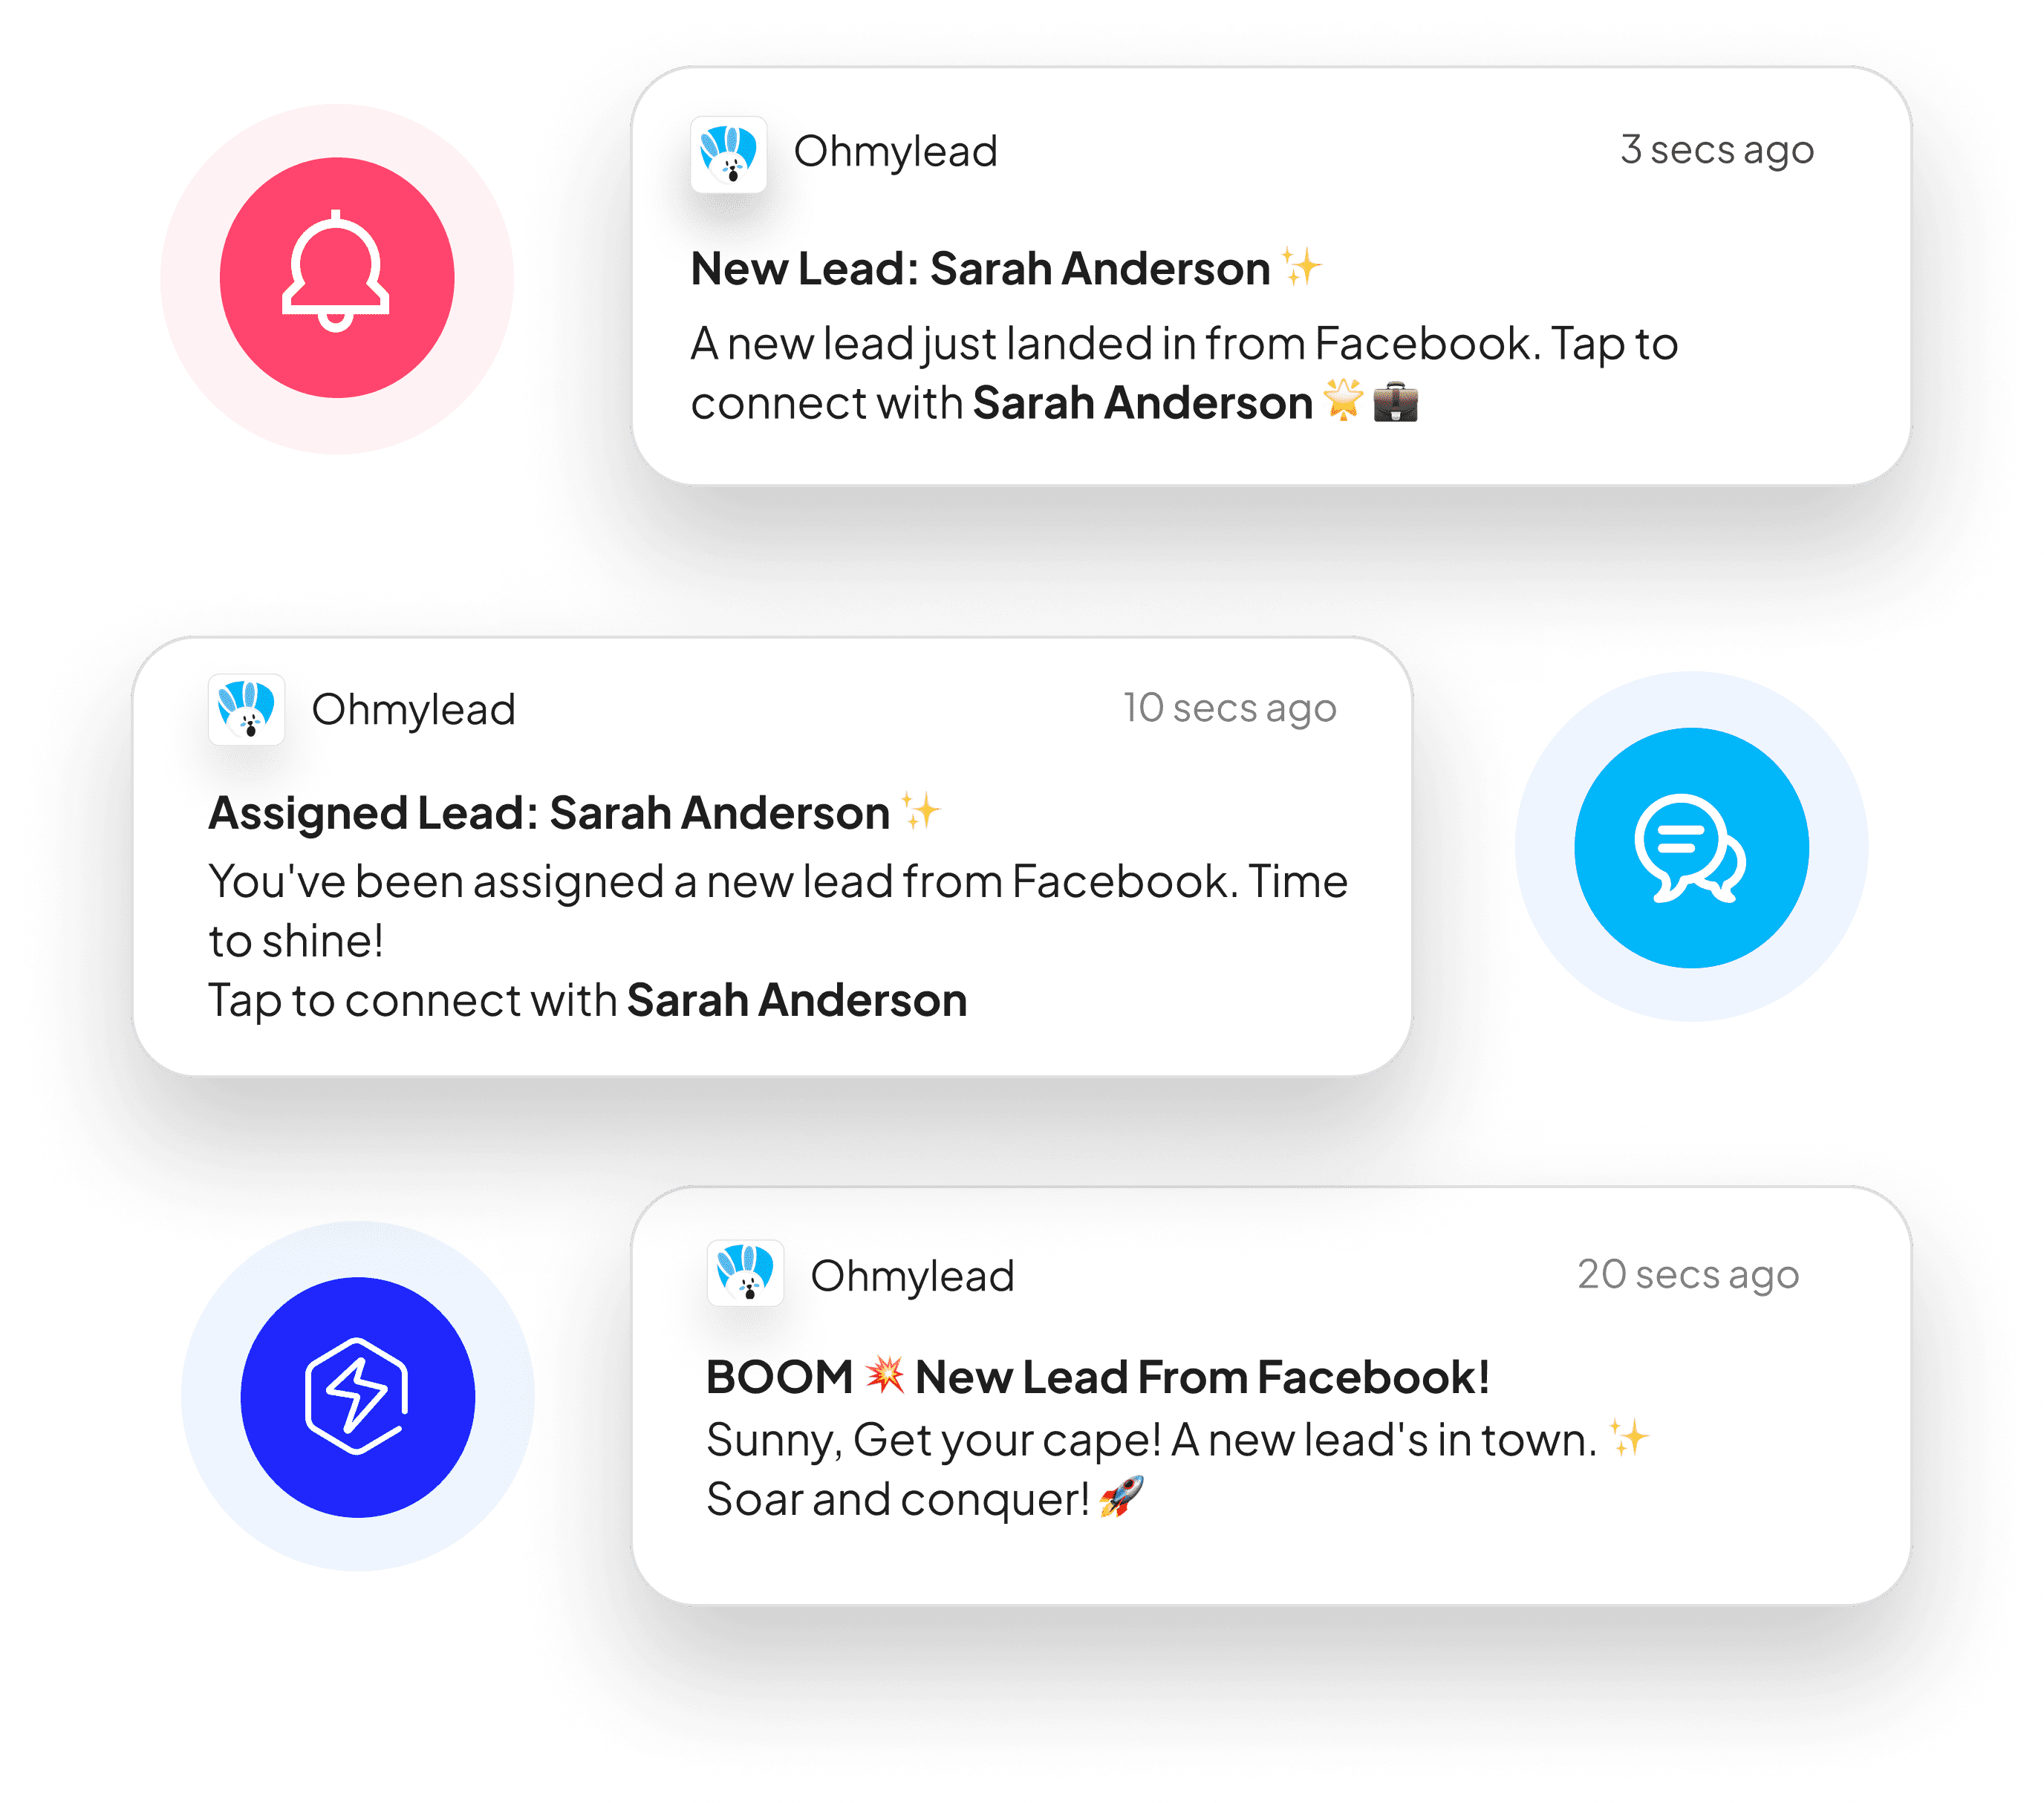 Ohmylead
3 secs ago
New Lead: Sarah Anderson ✨
A new lead just landed in from Facebook. Tap to
connect with Sarah Anderson 🌟 💼
Ohmylead
10 secs ago
Assigned Lead: Sarah Anderson ✨
You've been assigned a new lead from Facebook. Time
to shine!
Tap to connect with Sarah Anderson
Ohmylead
20 secs ago
BOOM 💥 New Lead From Facebook!
Sunny, Get your cape! A new lead's in town. ✨
Soar and conquer! 🚀